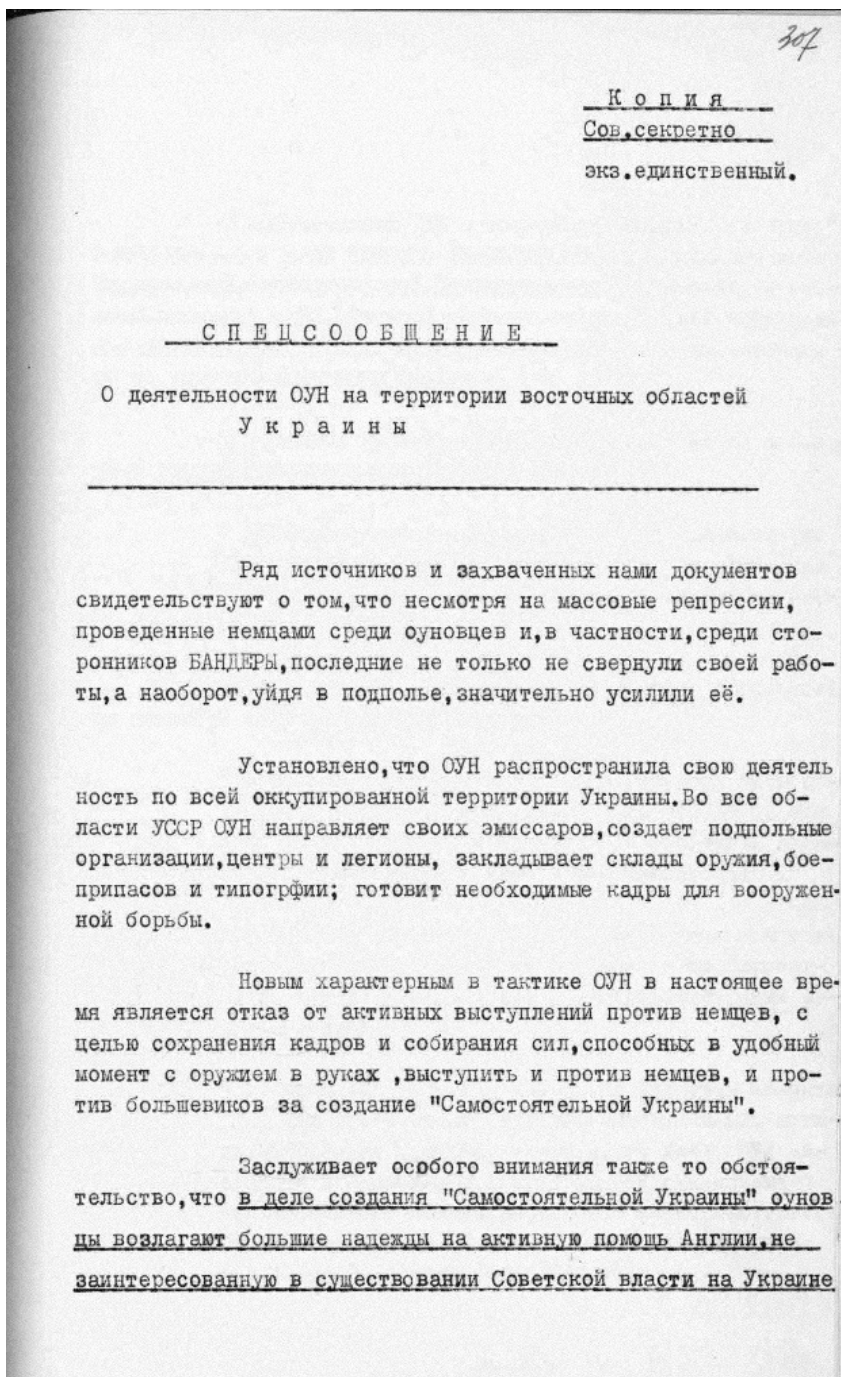 307
К о п и я
Сов.секретно
экз.единственный.
С П Е Ц С О О Б Щ Е Н И Е
О деятельности ОУН на территории восточных областей
У к р а и н ы
Ряд источников и захваченных нами документов
свидетельствуют о том,что несмотря на массовые репрессии,
проведенные немцами среди оуновцев и,в частности,среди сто-
ронников БАНДЕРЫ,последние не только не свернули своей рабо-
ты,а наоборот,уйдя в подполье,значительно усилили её.
Установлено,что ОУН распространила свою деятель
ность по всей оккупированной территории Украины.Во все об-
ласти УССР ОУН направляет своих эмиссаров,создает подпольные
организации,центры и легионы, закладывает склады оружия,бое-
припасов и типогрфии; готовит необходимые кадры для вооружен-
ной борьбы.
Новым характерным в тактике ОУН в настоящее вре-
мя является отказ от активных выступлений против немцев, с
целью сохранения кадров и собирания сил,способных в удобный
момент с оружием в руках ,выступить и против немцев, и про-
тив большевиков за создание "Самостоятельной Украины".
Заслуживает особого внимания также то обстоя-
тельство,что в деле создания "Самостоятельной Украины" оунов
цы возлагают большие надежды на активную помощь Англии,не
заинтересованную в существовании Советской власти на Украине